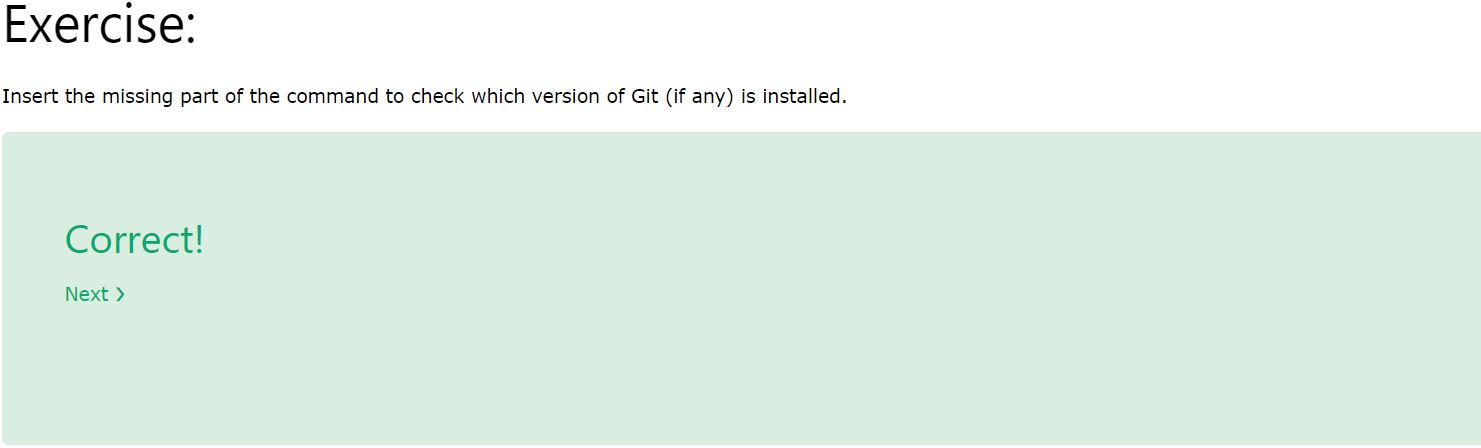 Exercise:
Insert the missing part of the command to check which version of Git (if any) is installed.
Correct!
Next ❯